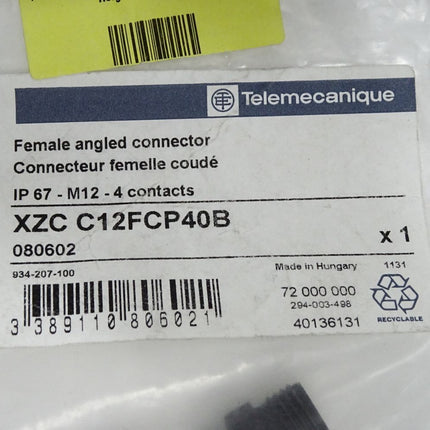 Telemecanique
Female angled connector
Connecteur femelle coudé
IP 67 - M12 - 4 contacts
XZC C12FCP40B
080602
x 1
934-207-100
Made in Hungary 1131
72 000 000
294-003-498
40136131
RECYCLABLE
3 389110 806021